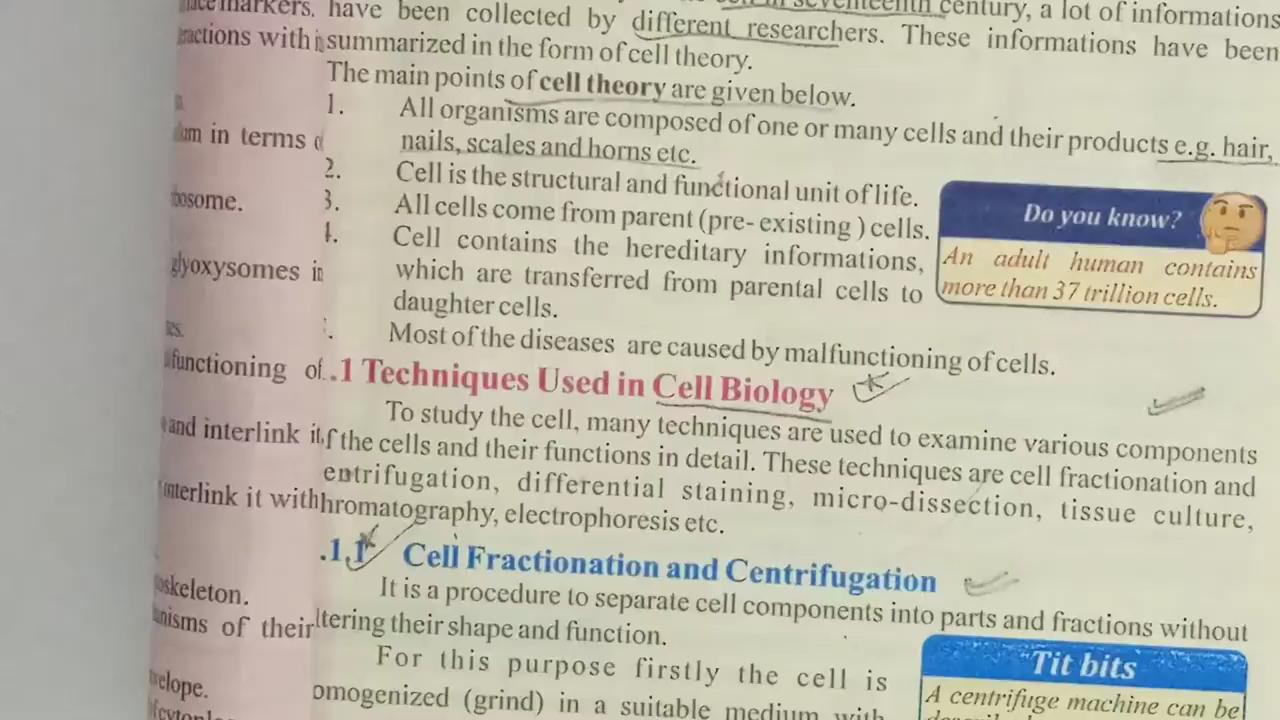 century, a lot of informations
have been collected by different researchers. These informations have been
summarized in the form of cell theory.
The main points of cell theory are given below.
1. All organisms are composed of one or many cells and their products e.g. hair,
nails, scales and horns etc.
2. Cell is the structural and functional unit of life.
3. All cells come from parent (pre- existing ) cells.
Cell contains the hereditary informations,
which are transferred from parental cells to
daughter cells.
Most of the diseases are caused by malfunctioning of cells.
Do you know?
An adult human contains
more than 37 trillion cells.
.1 Techniques Used in Cell Biology
To study the cell, many techniques are used to examine various components
f the cells and their functions in detail. These techniques are cell fractionation and
entrifugation, differential staining, micro-dissection, tissue culture,
hromatography, electrophoresis etc.
.1.1 Cell Fractionation and Centrifugation
It is a procedure to separate cell components into parts and fractions without
ltering their shape and function.
For this purpose firstly the cell is
omogenized (grind) in a suitable medium with
Tit bits
A centrifuge machine can be
markers.
actions with
um in terms
osome.
glyoxysomes in
functioning of
and interlink it
interlink it with
oskeleton.
anisms of their
velope.